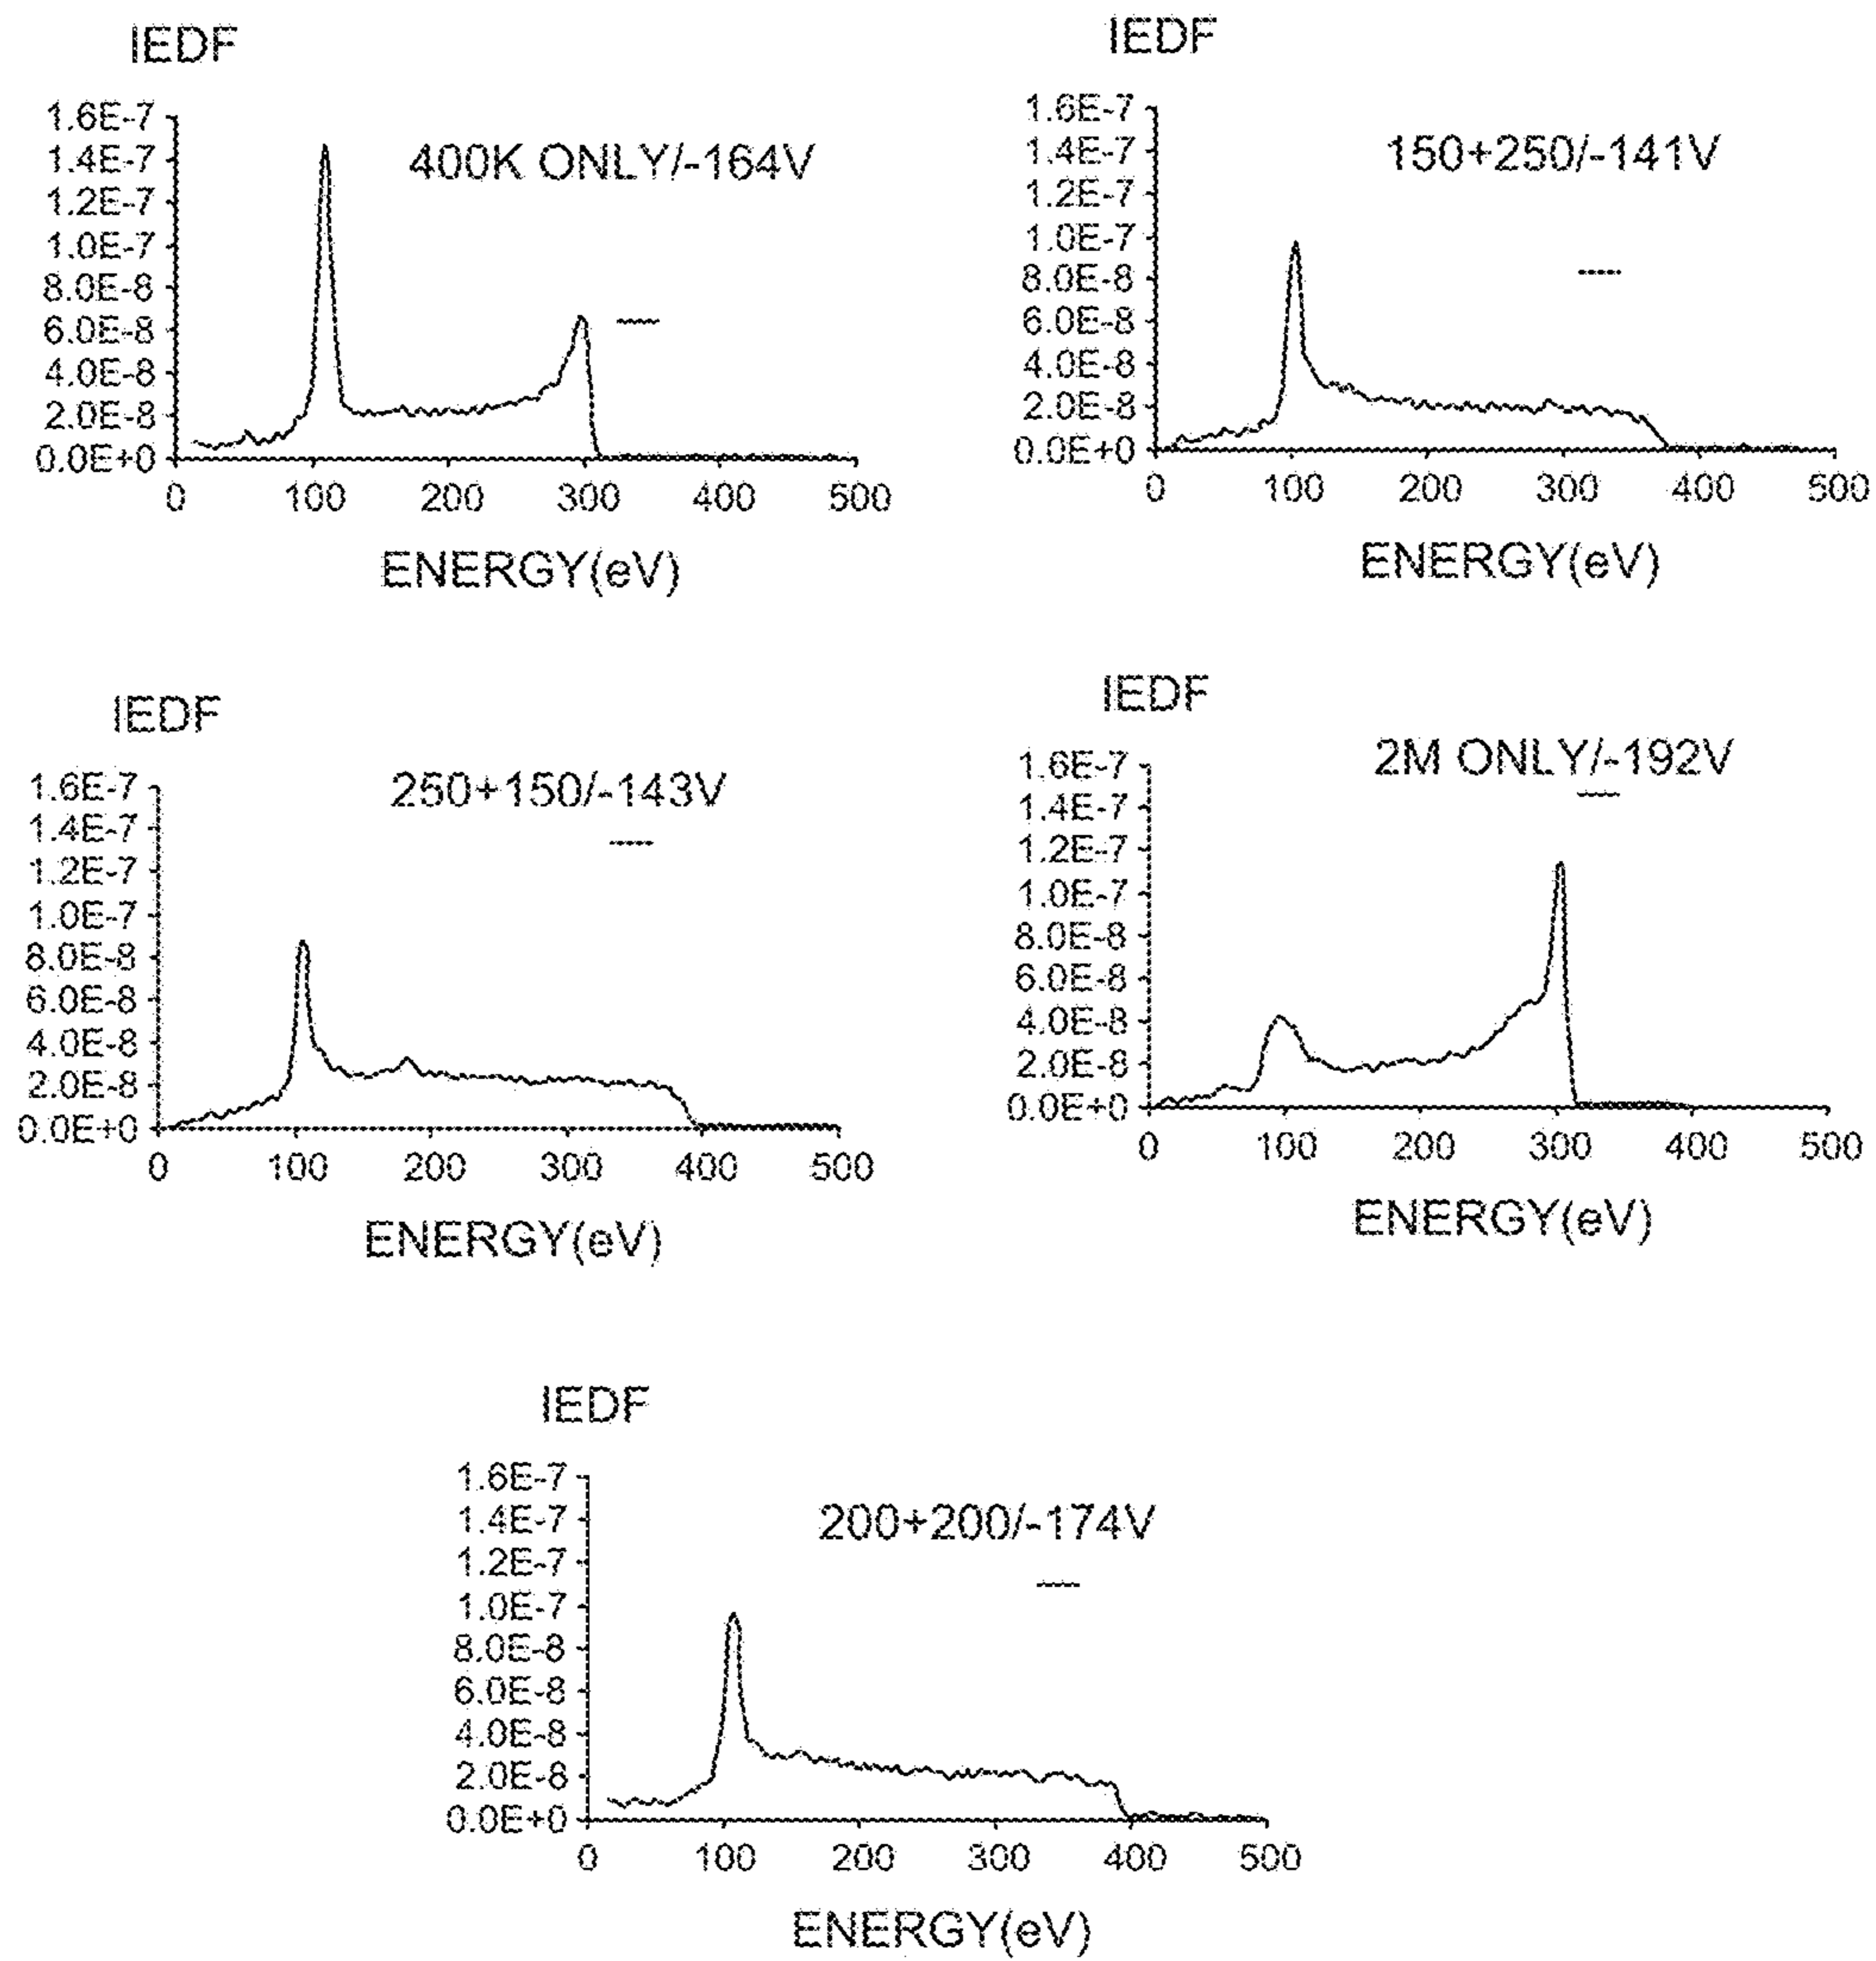 IEDF
400K ONLY/-164V
1.6E-7
1.4E-7
1.2E-7
1.0E-7
8.0E-8
6.0E-8
4.0E-8
2.0E-8
0.0E+0
0 100 200 300 400 500
ENERGY(eV)
IEDF
150+250/-141V
1.6E-7
1.4E-7
1.2E-7
1.0E-7
8.0E-8
6.0E-8
4.0E-8
2.0E-8
0.0E+0
0 100 200 300 400 500
ENERGY(eV)
IEDF
250+150/-143V
1.6E-7
1.4E-7
1.2E-7
1.0E-7
8.0E-8
6.0E-8
4.0E-8
2.0E-8
0.0E+0
0 100 200 300 400 500
ENERGY(eV)
IEDF
2M ONLY/-192V
1.6E-7
1.4E-7
1.2E-7
1.0E-7
8.0E-8
6.0E-8
4.0E-8
2.0E-8
0.0E+0
0 100 200 300 400 500
ENERGY(eV)
IEDF
200+200/-174V
1.6E-7
1.4E-7
1.2E-7
1.0E-7
8.0E-8
6.0E-8
4.0E-8
2.0E-8
0.0E+0
0 100 200 300 400 500
ENERGY(eV)